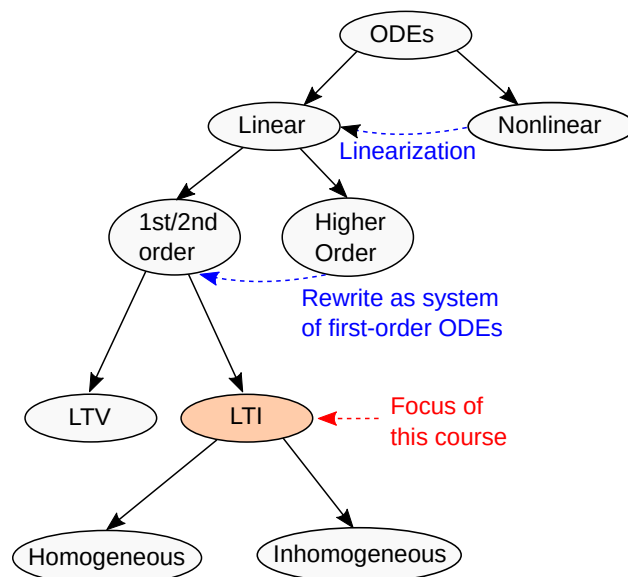 ODEs
Linear
Nonlinear
Linearization
1st/2nd
order
Higher
Order
Rewrite as system
of first-order ODEs
LTV
LTI
Focus of
this course
Homogeneous
Inhomogeneous